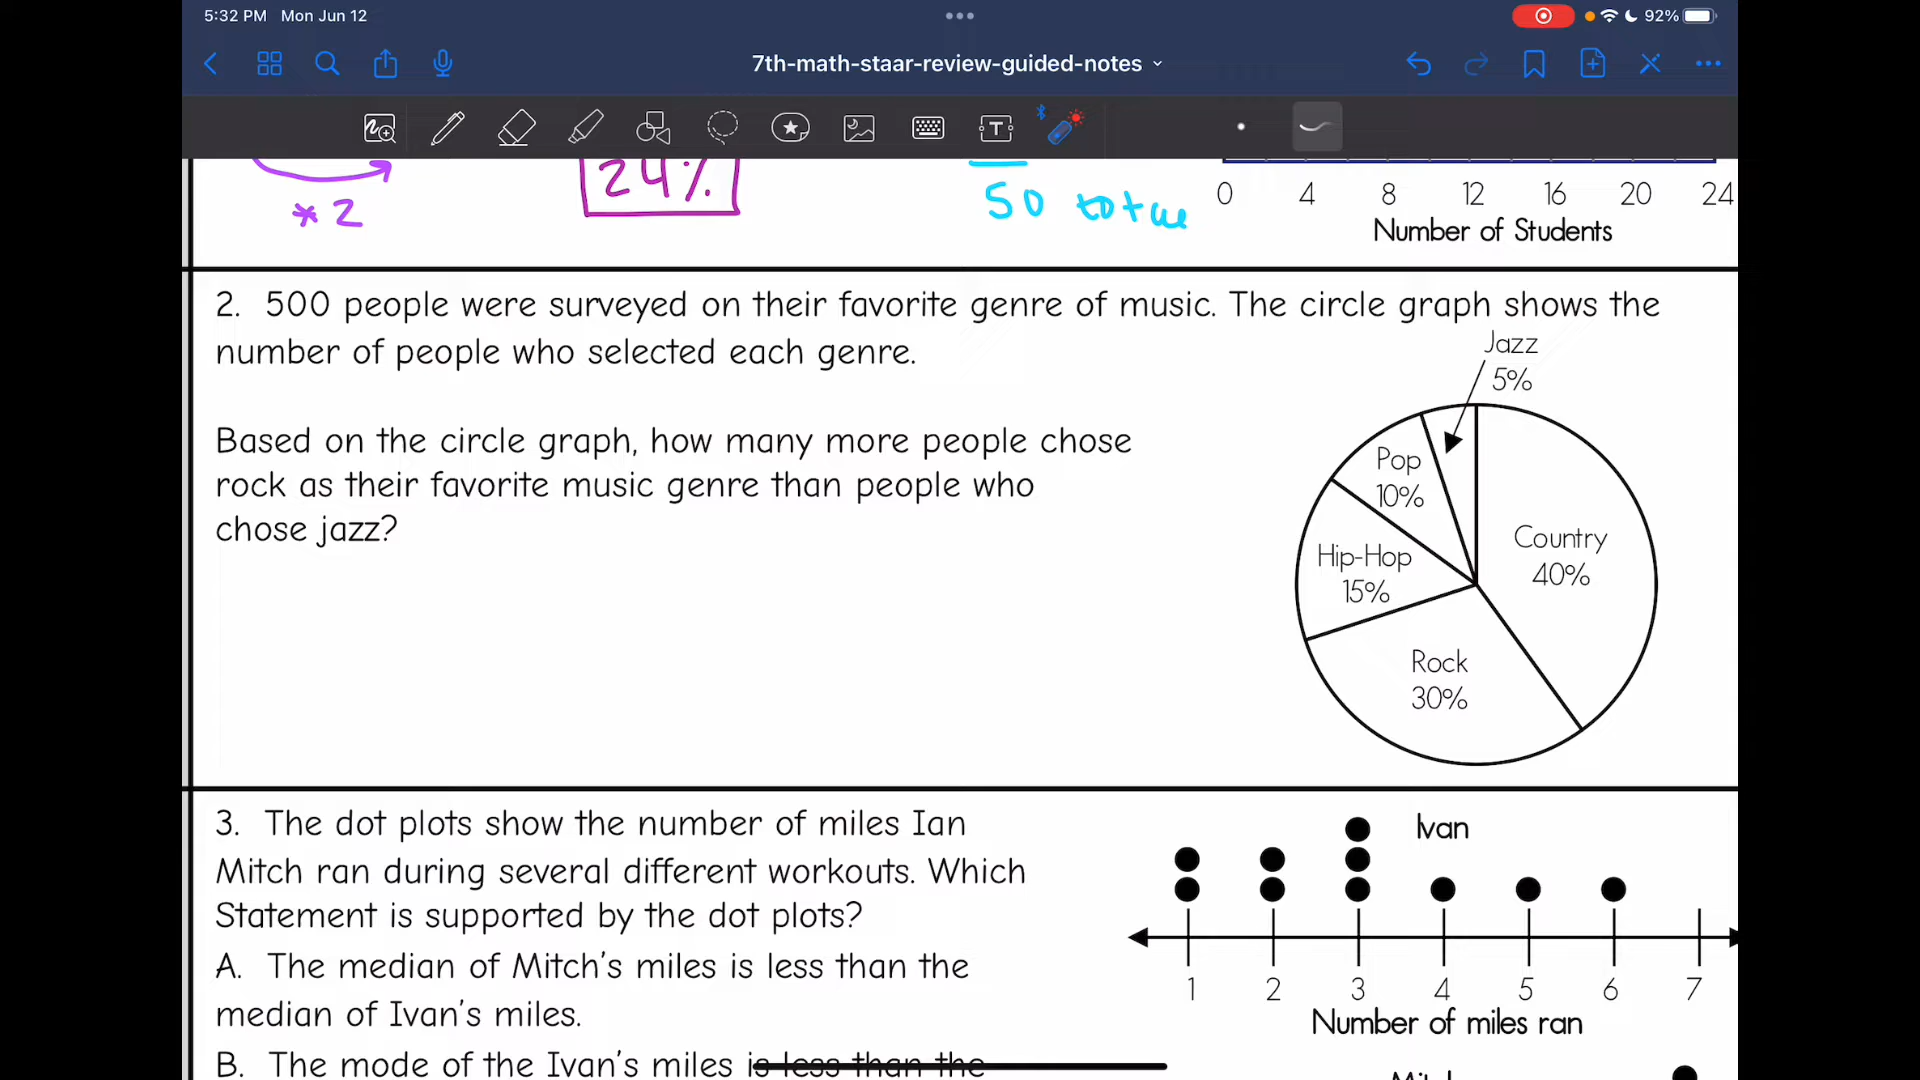 5:32 PM Mon Jun 12
92%
7th-math-staar-review-guided-notes
* 2
24%
50
0 4 8 12 16 20 24
Number of Students
2. 500 people were surveyed on their favorite genre of music. The circle graph shows the
number of people who selected each genre.
Based on the circle graph, how many more people chose
rock as their favorite music genre than people who
chose jazz?
Jazz
5%
Pop
10%
Country
40%
Hip-Hop
15%
Rock
30%
3. The dot plots show the number of miles Ian
Mitch ran during several different workouts. Which
Statement is supported by the dot plots?
A. The median of Mitch's miles is less than the
median of Ivan's miles.
B. The mode of the Ivan's miles is less than the
Ivan
1 2 3 4 5 6 7
Number of miles ran